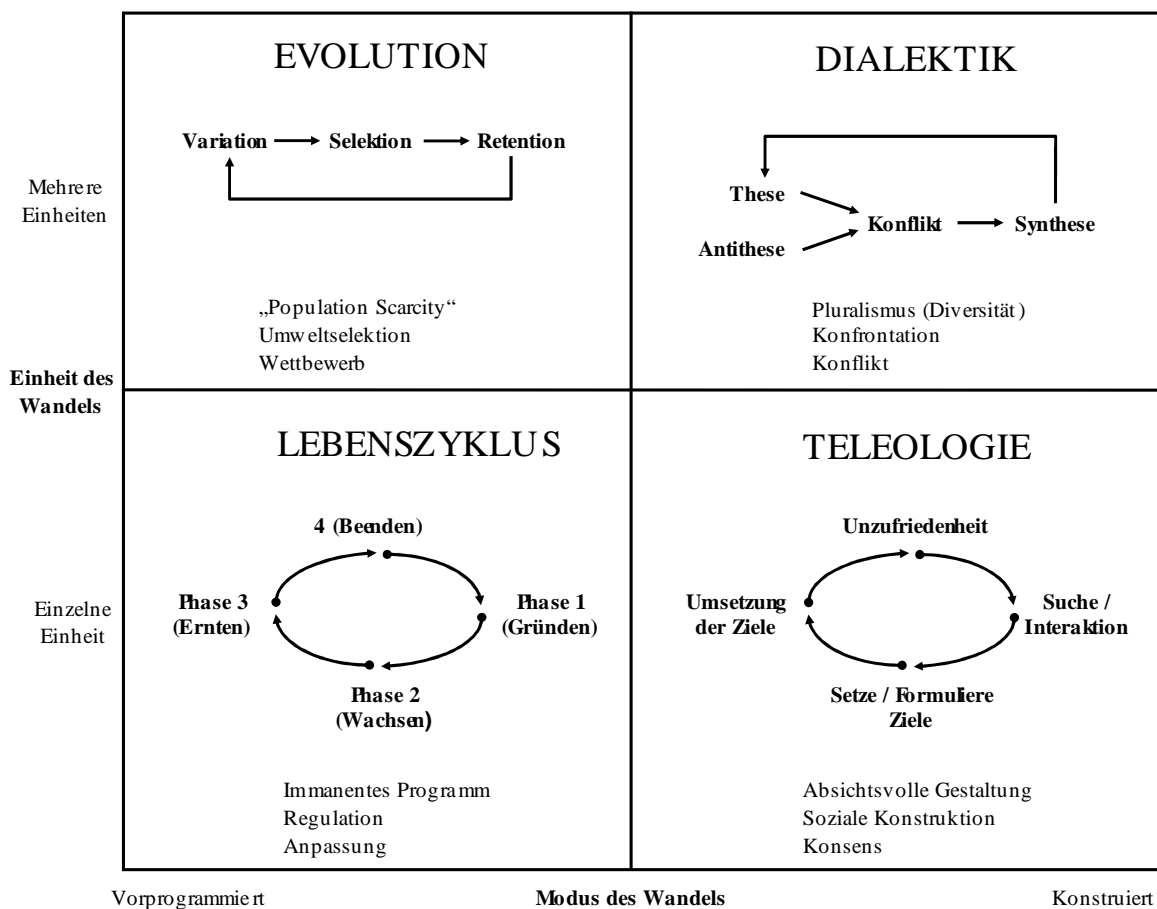 EVOLUTION
Variation Selektion Retention
„Population Scarcity“
Umweltselektion
Wettbewerb
DIALEKTIK
These
Antithese
Konflikt Synthese
Pluralismus (Diversität)
Konfrontation
Konflikt
Mehrere
Einheiten
Einheit des
Wandels
Einzelne
Einheit
LEBENSZYKLUS
4 (Beenden)
Phase 3
(Ernten)
Phase 1
(Gründen)
Phase 2
(Wachsen)
Immanentes Programm
Regulation
Anpassung
TELEOLOGIE
Unzufriedenheit
Umsetzung
der Ziele
Suche /
Interaktion
Setze / Formuliere
Ziele
Absichtsvolle Gestaltung
Soziale Konstruktion
Konsens
Vorprogrammiert Modus des Wandels Konstruiert